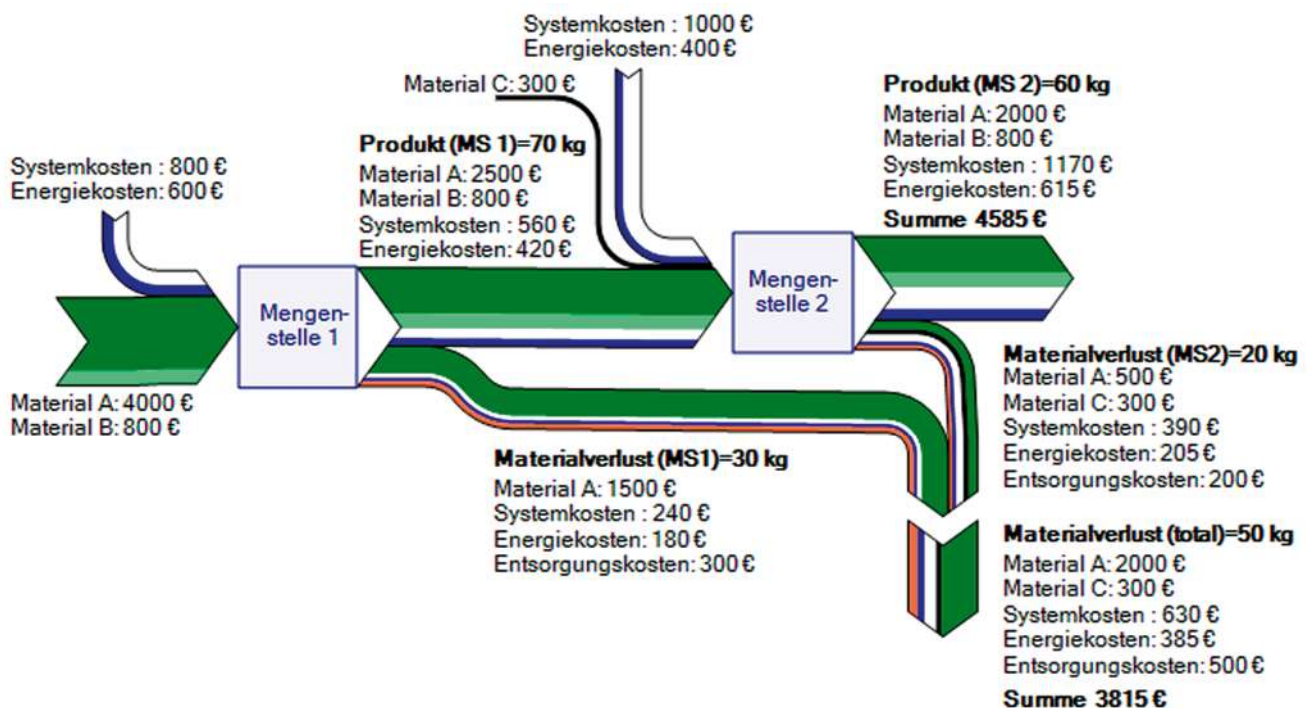 Systemkosten : 1000 €
Energiekosten: 400 €
Material C: 300 €
Produkt (MS 2)=60 kg
Material A: 2000 €
Material B: 800 €
Systemkosten : 1170 €
Energiekosten: 615 €
Summe 4585 €
Produkt (MS 1)=70 kg
Material A: 2500 €
Material B: 800 €
Systemkosten : 560 €
Energiekosten: 420 €
Systemkosten : 800 €
Energiekosten: 600 €
Mengen-
stelle 1
Mengen-
stelle 2
Material A: 4000 €
Material B: 800 €
Materialverlust (MS2)=20 kg
Material A: 500 €
Material C: 300 €
Systemkosten : 390 €
Energiekosten: 205 €
Entsorgungskosten: 200 €
Materialverlust (MS1)=30 kg
Material A: 1500 €
Systemkosten : 240 €
Energiekosten: 180 €
Entsorgungskosten: 300 €
Materialverlust (total)=50 kg
Material A: 2000 €
Material C: 300 €
Systemkosten : 630 €
Energiekosten: 385 €
Entsorgungskosten: 500 €
Summe 3815 €